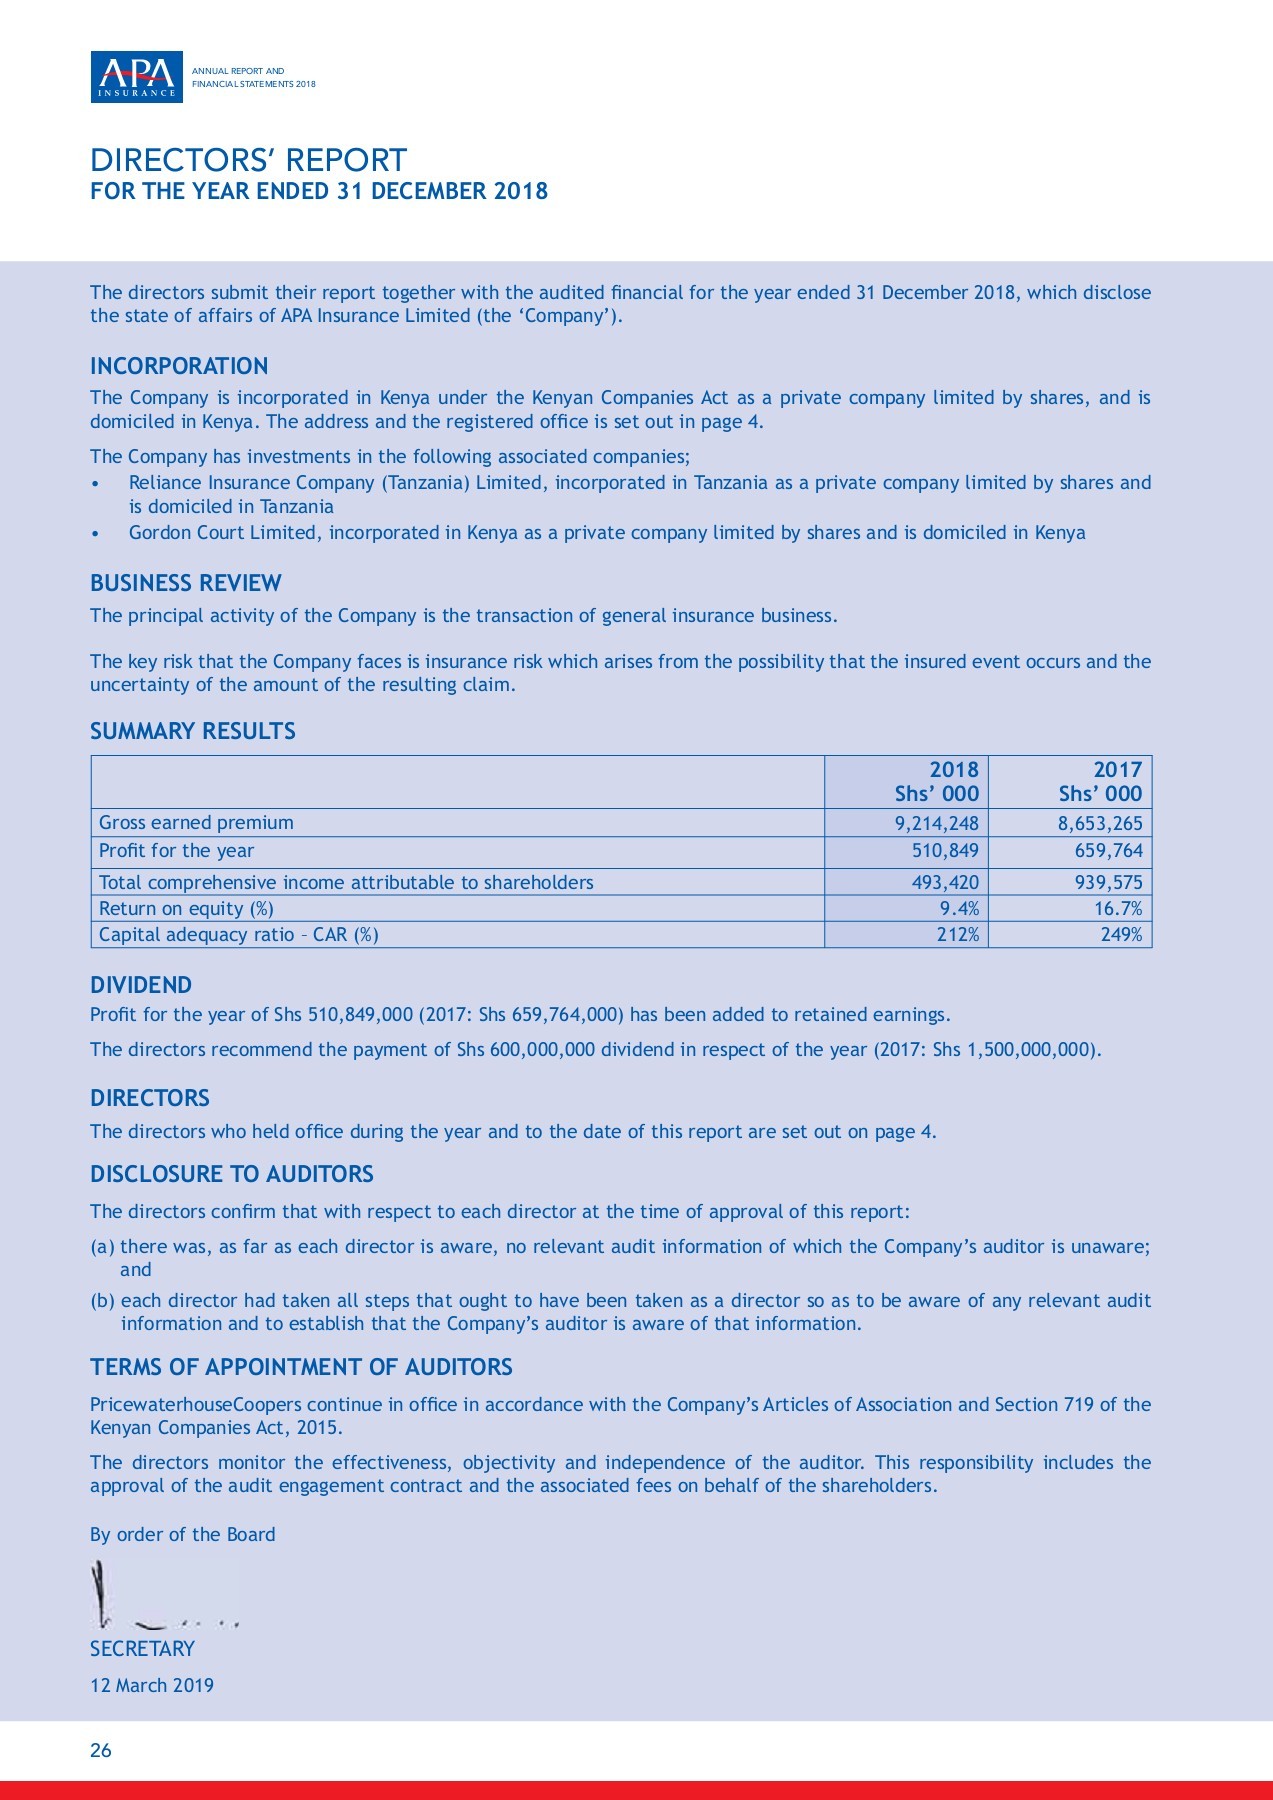 APA
INSURANCE
ANNUAL REPORT AND
FINANCIAL STATEMENTS 2018
DIRECTORS’ REPORT
FOR THE YEAR ENDED 31 DECEMBER 2018
The directors submit their report together with the audited financial for the year ended 31 December 2018, which disclose
the state of affairs of APA Insurance Limited (the ‘Company’).
INCORPORATION
The Company is incorporated in Kenya under the Kenyan Companies Act as a private company limited by shares, and is
domiciled in Kenya. The address and the registered office is set out in page 4.
The Company has investments in the following associated companies;
• Reliance Insurance Company (Tanzania) Limited, incorporated in Tanzania as a private company limited by shares and
is domiciled in Tanzania
• Gordon Court Limited, incorporated in Kenya as a private company limited by shares and is domiciled in Kenya
BUSINESS REVIEW
The principal activity of the Company is the transaction of general insurance business.
The key risk that the Company faces is insurance risk which arises from the possibility that the insured event occurs and the
uncertainty of the amount of the resulting claim.
SUMMARY RESULTS
2018 2017
Shs’ 000 Shs’ 000
Gross earned premium 9,214,248 8,653,265
Profit for the year 510,849 659,764
Total comprehensive income attributable to shareholders 493,420 939,575
Return on equity (%) 9.4% 16.7%
Capital adequacy ratio – CAR (%) 212% 249%
DIVIDEND
Profit for the year of Shs 510,849,000 (2017: Shs 659,764,000) has been added to retained earnings.
The directors recommend the payment of Shs 600,000,000 dividend in respect of the year (2017: Shs 1,500,000,000).
DIRECTORS
The directors who held office during the year and to the date of this report are set out on page 4.
DISCLOSURE TO AUDITORS
The directors confirm that with respect to each director at the time of approval of this report:
(a) there was, as far as each director is aware, no relevant audit information of which the Company’s auditor is unaware;
and
(b) each director had taken all steps that ought to have been taken as a director so as to be aware of any relevant audit
information and to establish that the Company’s auditor is aware of that information.
TERMS OF APPOINTMENT OF AUDITORS
PricewaterhouseCoopers continue in office in accordance with the Company’s Articles of Association and Section 719 of the
Kenyan Companies Act, 2015.
The directors monitor the effectiveness, objectivity and independence of the auditor. This responsibility includes the
approval of the audit engagement contract and the associated fees on behalf of the shareholders.
By order of the Board
SECRETARY
12 March 2019
26